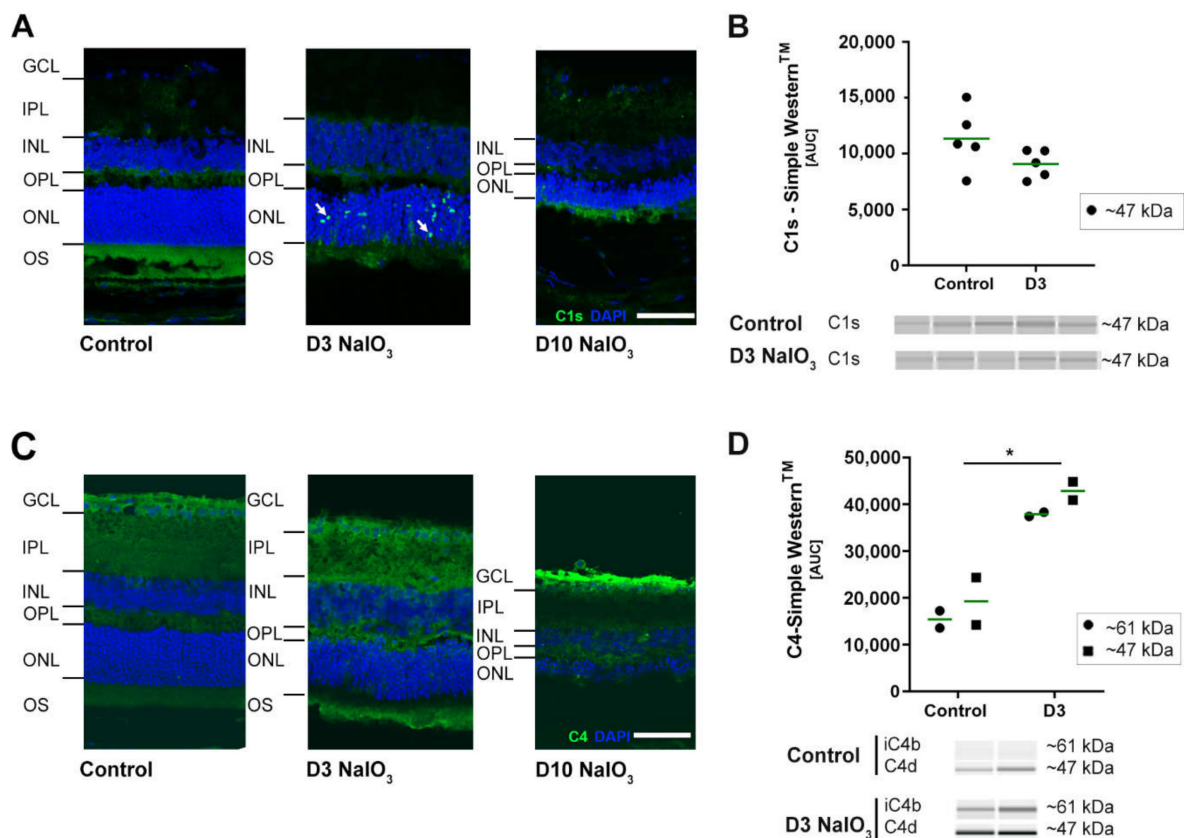 A
GCL
IPL
INL
OPL
ONL
OS
INL
OPL
ONL
OS
INL
OPL
ONL
C1s DAPI
Control
D3 NaIO3
D10 NaIO3
B
C1s - Simple Western™
[AUC]
20,000
15,000
10,000
5,000
0
Control
D3
~47 kDa
Control C1s ~47 kDa
D3 NaIO3 C1s ~47 kDa
C
GCL
IPL
INL
OPL
ONL
OS
GCL
IPL
INL
OPL
ONL
OS
GCL
IPL
INL
OPL
ONL
C4 DAPI
Control
D3 NaIO3
D10 NaIO3
D
C4-Simple Western™
[AUC]
50,000
40,000
30,000
20,000
10,000
0
*
Control
D3
~61 kDa
~47 kDa
Control
iC4b ~61 kDa
C4d ~47 kDa
D3 NaIO3
iC4b ~61 kDa
C4d ~47 kDa